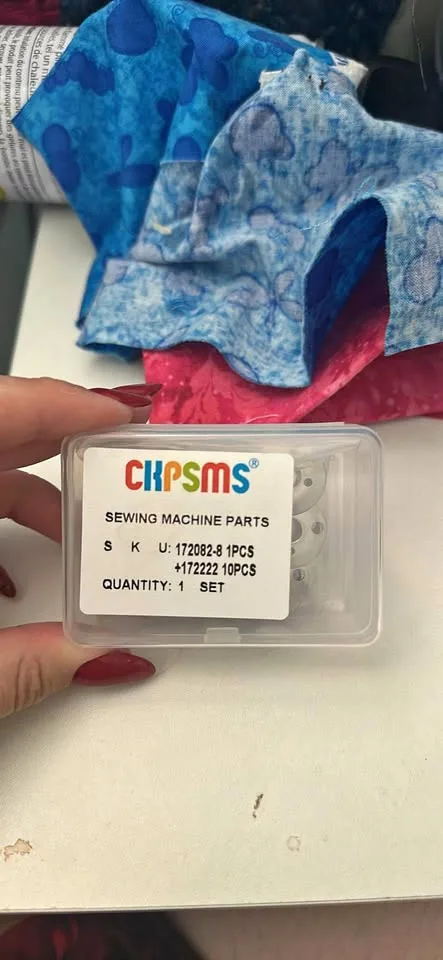 CKPSMS®
SEWING MACHINE PARTS
S K U: 172082-8 1PCS
+172222 10PCS
QUANTITY: 1 SET